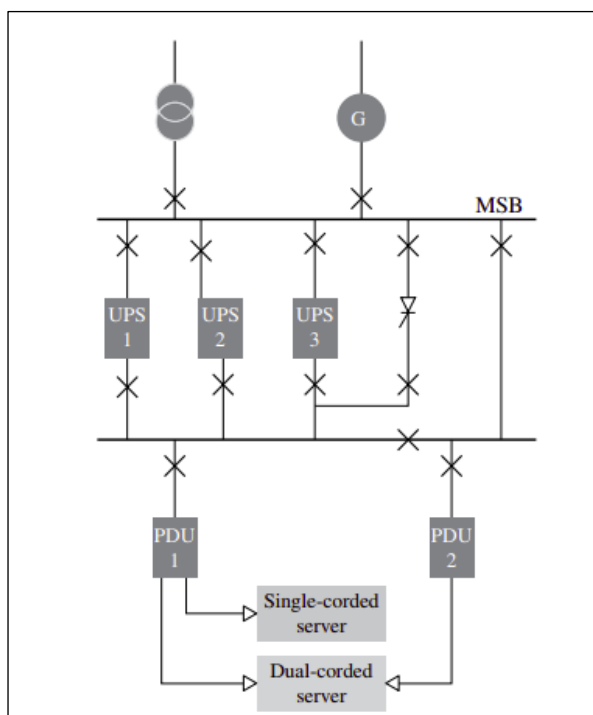 G
MSB
UPS
1
UPS
2
UPS
3
PDU
1
PDU
2
Single-corded
server
Dual-corded
server